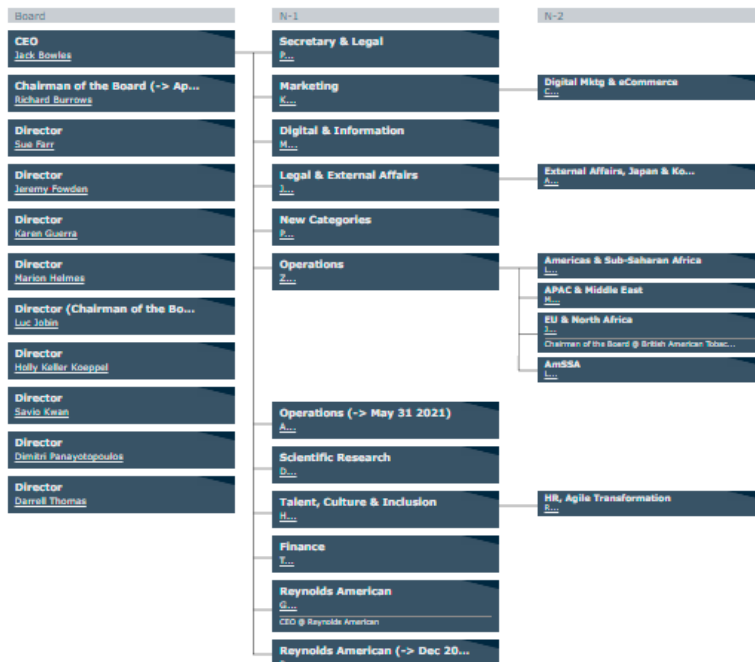 Board
CEO
Jack Bowles
Chairman of the Board (-> Ap...
Richard Burrows
Director
Sue Farr
Director
Jeremy Fowden
Director
Karen Guerra
Director
Marion Helmes
Director (Chairman of the Bo...
Luc Jobin
Director
Holly Keller Koeppel
Director
Savio Kwan
Director
Dimitri Panayotopoulos
Director
Darrell Thomas
N-1
Secretary & Legal
P...
Marketing
K...
Digital & Information
M...
Legal & External Affairs
J...
New Categories
P...
Operations
Z...
Operations (-> May 31 2021)
A...
Scientific Research
D...
Talent, Culture & Inclusion
H...
Finance
T...
Reynolds American
G...
CEO @ Reynolds American
Reynolds American (-> Dec 20...
N-2
Digital Mktg & eCommerce
C...
External Affairs, Japan & Ko...
A...
Americas & Sub-Saharan Africa
L...
APAC & Middle East
M...
EU & North Africa
J...
Chairman of the Board @ British American Tobac...
AmSSA
L...
HR, Agile Transformation
R...